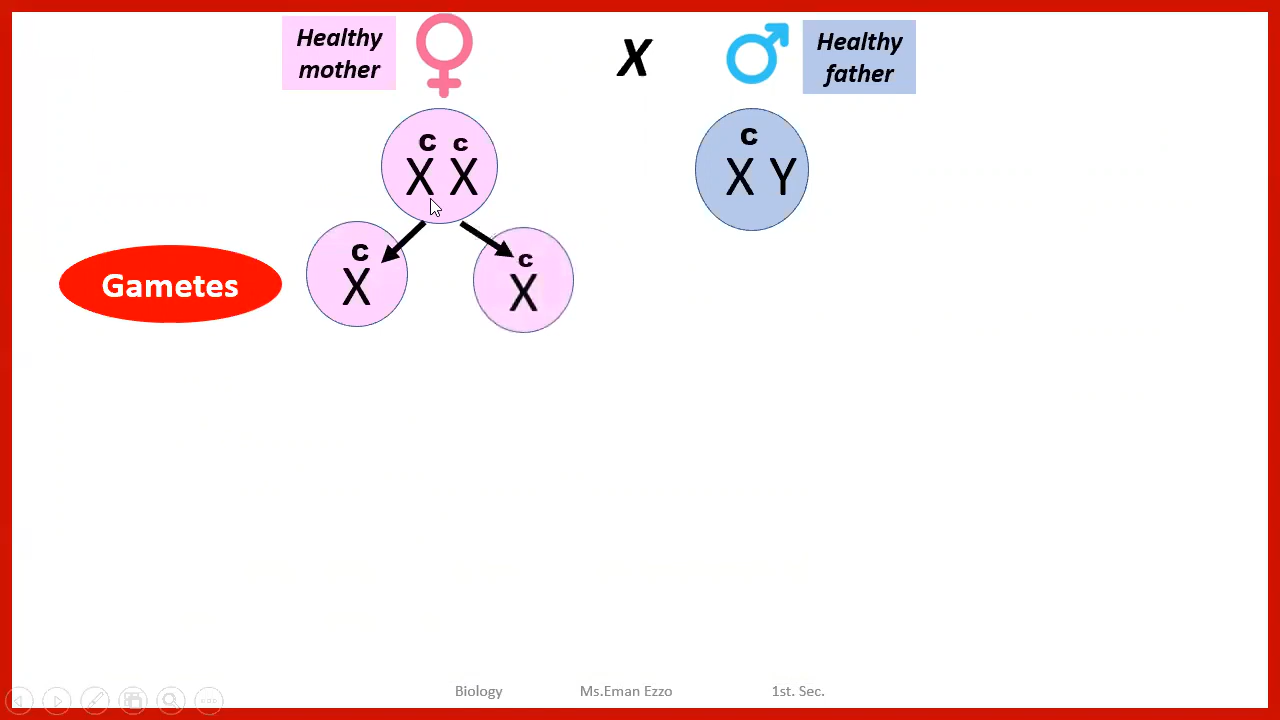 Healthy
mother
X
Healthy
father
C c
X X
C
X Y
Gametes
C
X
c
X
Biology Ms.Eman Ezzo 1st. Sec.